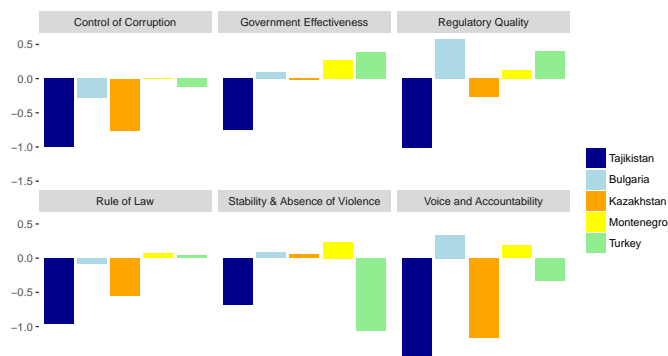 Control of Corruption
Government Effectiveness
Regulatory Quality
0.5
0.0
−0.5
−1.0
−1.5
Rule of Law
Stability & Absence of Violence
Voice and Accountability
0.5
0.0
−0.5
−1.0
Tajikistan
Bulgaria
Kazakhstan
Montenegro
Turkey